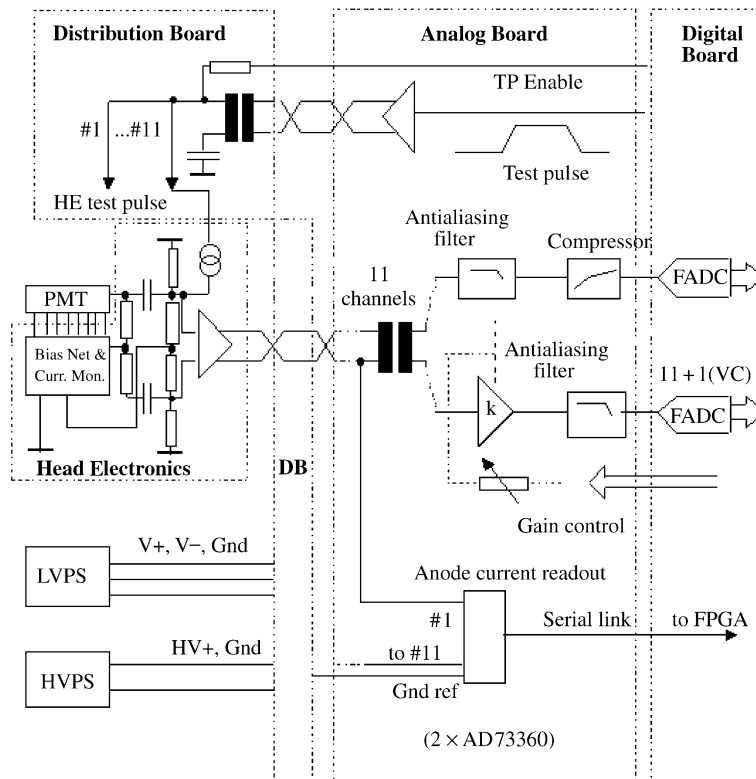 Distribution Board
Analog Board
Digital
Board
TP Enable
#1 ...#11
Test pulse
HE test pulse
Antialiasing
filter
Compressor
11
channels
FADC
PMT
Bias Net &
Curr. Mon.
Antialiasing
filter
11 + 1(VC)
k
FADC
Head Electronics
DB
Gain control
V+, V−, Gnd
LVPS
Anode current readout
#1
Serial link
to FPGA
HV+, Gnd
to #11
HVPS
Gnd ref
(2 × AD73360)